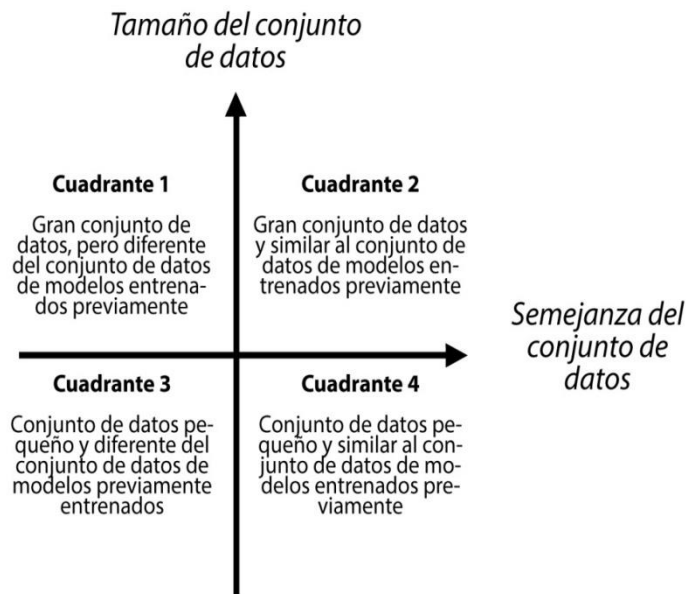 Tamaño del conjunto
de datos
Cuadrante 1
Gran conjunto de
datos, pero diferente
del conjunto de datos
de modelos entrena-
dos previamente
Cuadrante 2
Gran conjunto de datos
y similar al conjunto de
datos de modelos en-
trenados previamente
Semejanza del
conjunto de
datos
Cuadrante 3
Conjunto de datos pe-
queño y diferente del
conjunto de datos de
modelos previamente
entrenados
Cuadrante 4
Conjunto de datos pe-
queño y similar al con-
junto de datos de mo-
delos entrenados pre-
viamente